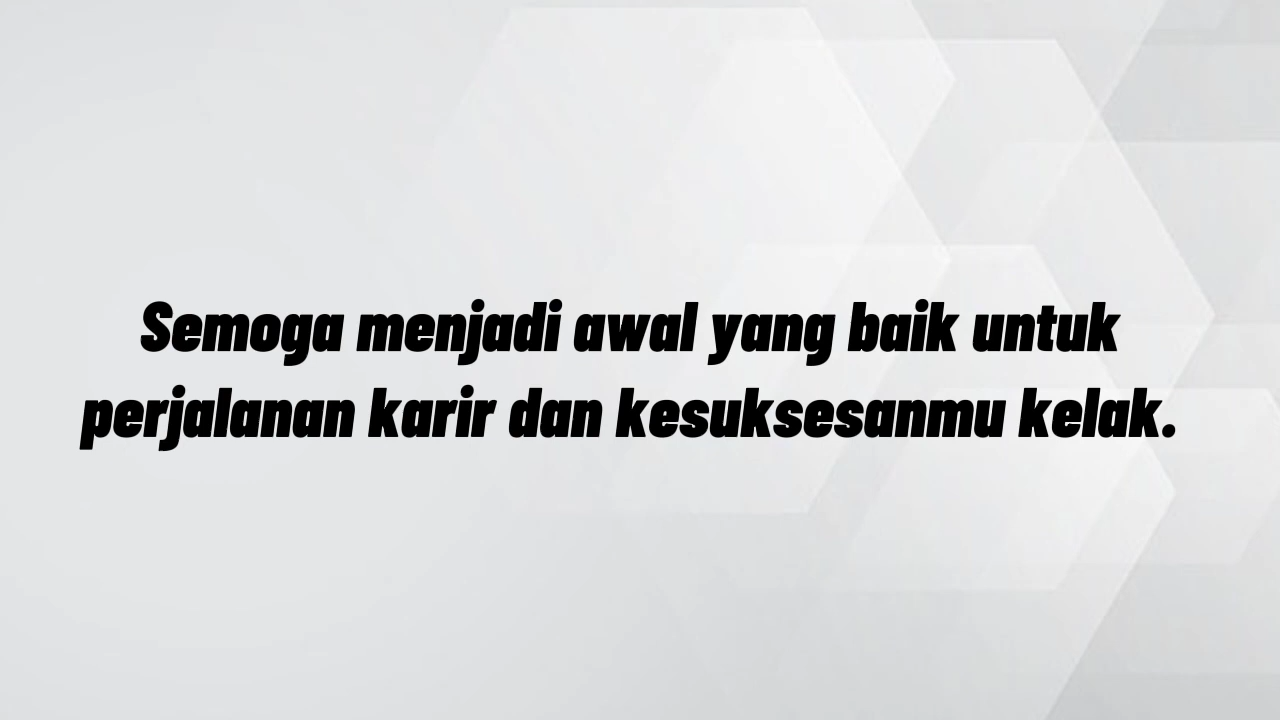 Semoga menjadi awal yang baik untuk
perjalanan karir dan kesuksesanmu kelak.